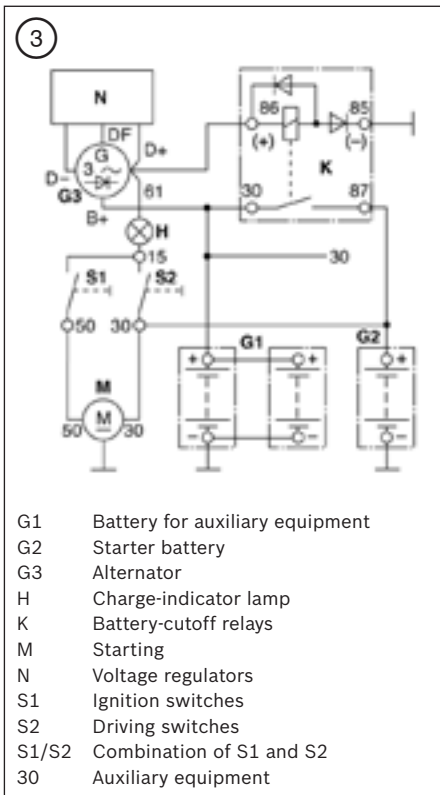 3
N
DF
D+
G
3
D-
G3
61
B+
H
15
S1
S2
50
30
M
50
M
30
86
85
(+)
(-)
K
30
87
30
G1
G2
+
+
+
-
-
-
G1 Battery for auxiliary equipment
G2 Starter battery
G3 Alternator
H Charge-indicator lamp
K Battery-cutoff relays
M Starting
N Voltage regulators
S1 Ignition switches
S2 Driving switches
S1/S2 Combination of S1 and S2
30 Auxiliary equipment